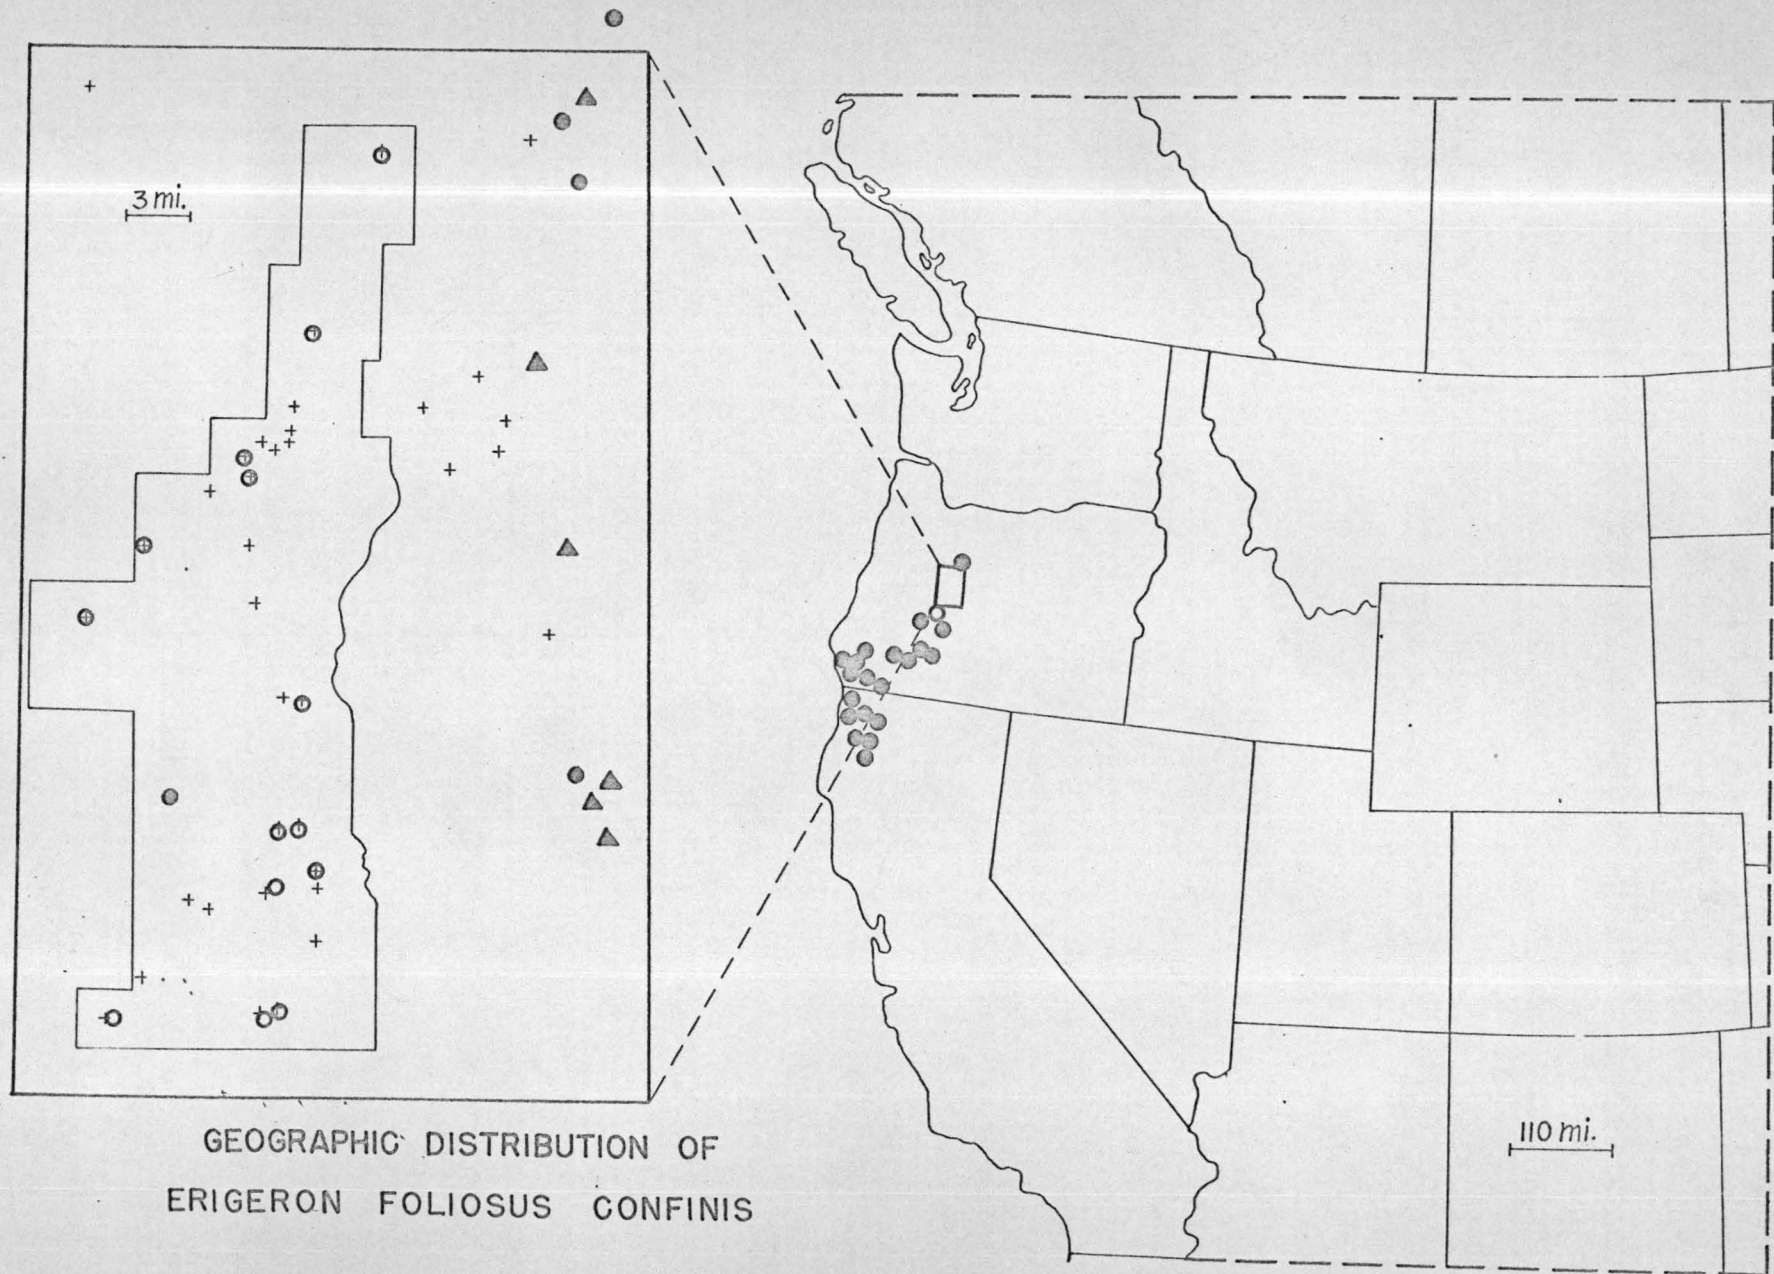 3 mi.
110 mi.
GEOGRAPHIC DISTRIBUTION OF
ERIGERON FOLIOSUS CONFINIS